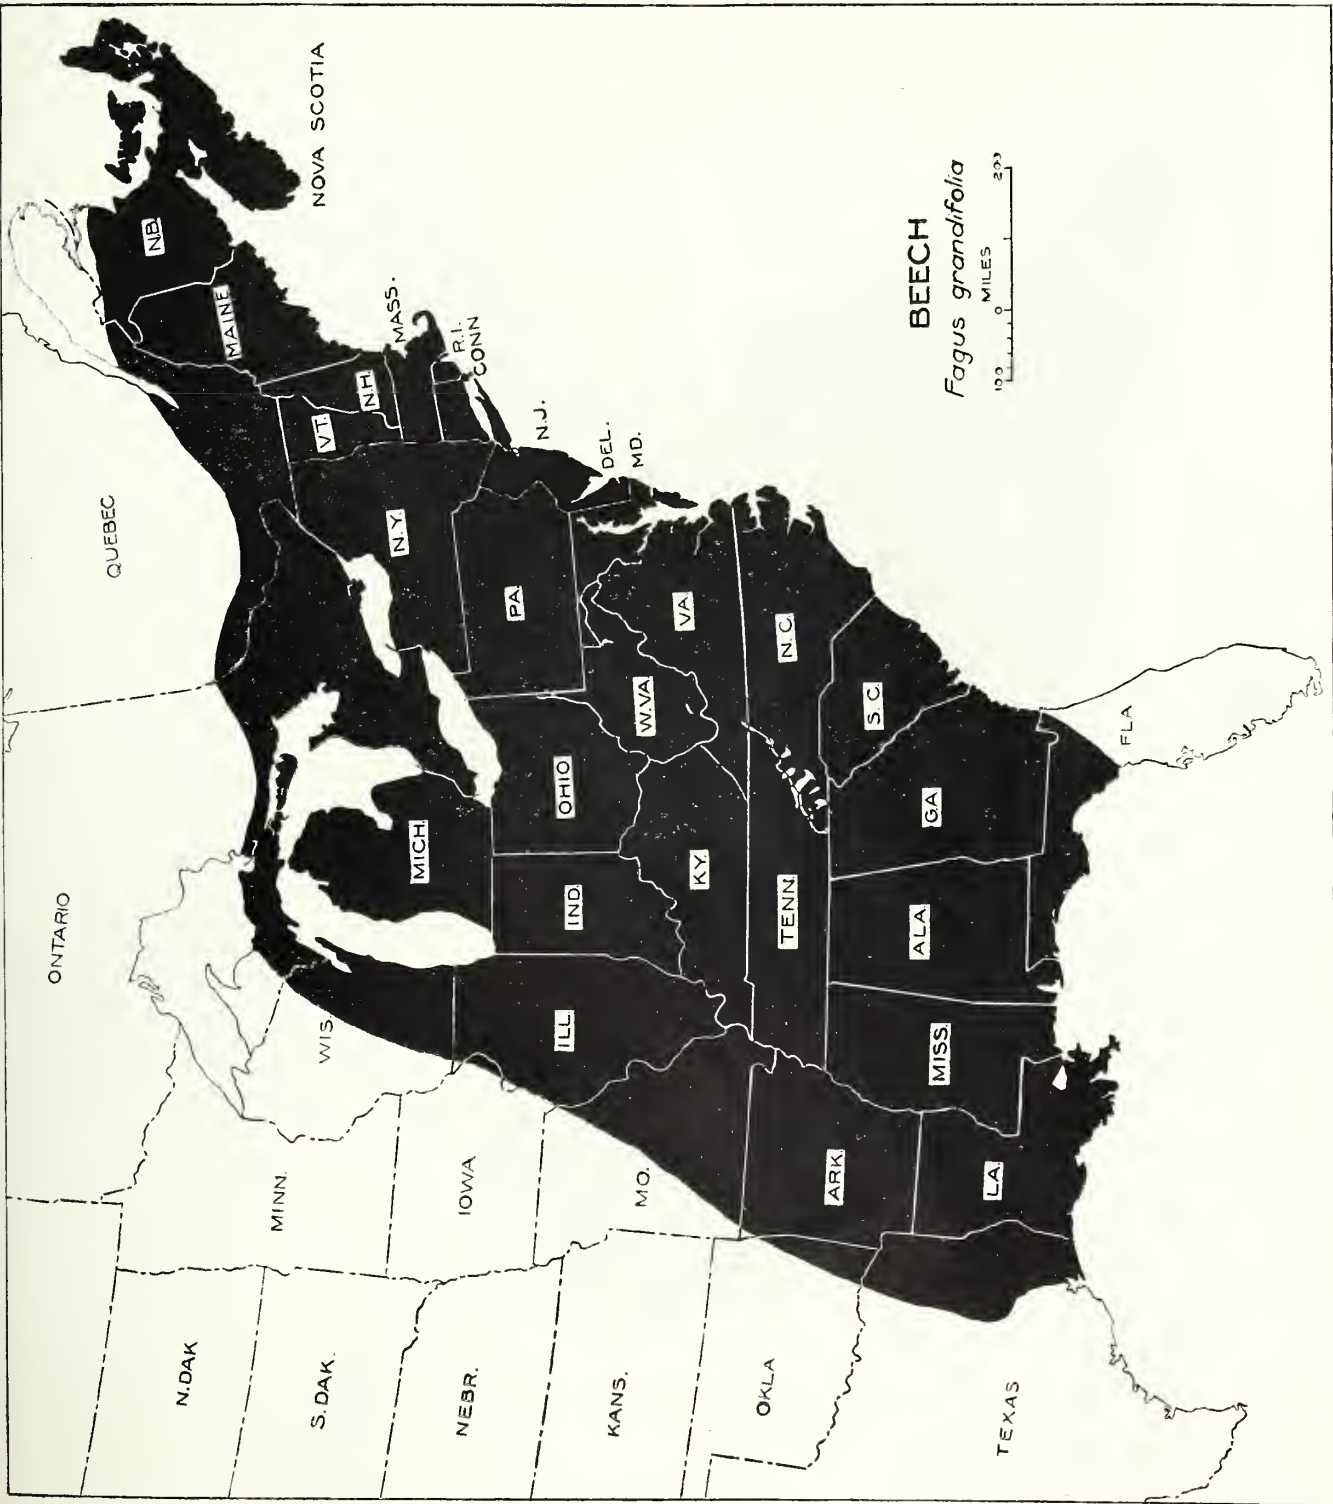 QUEBEC
ONTARIO
NOVA SCOTIA
N.B.
MAINE
VT.
N.H.
MASS.
R.I.
CONN
N.Y.
N.J.
PA.
DEL.
MD.
MICH.
OHIO
IND.
ILL.
WIS.
W.VA.
VA.
KY.
N.C.
TENN.
S.C.
GA.
ALA.
MISS.
FLA
MINN.
IOWA
MO.
ARK.
LA.
N.DAK
S.DAK.
NEBR.
KANS.
OKLA
TEXAS
BEECH
Fagus grandifolia
MILES
100 0 200